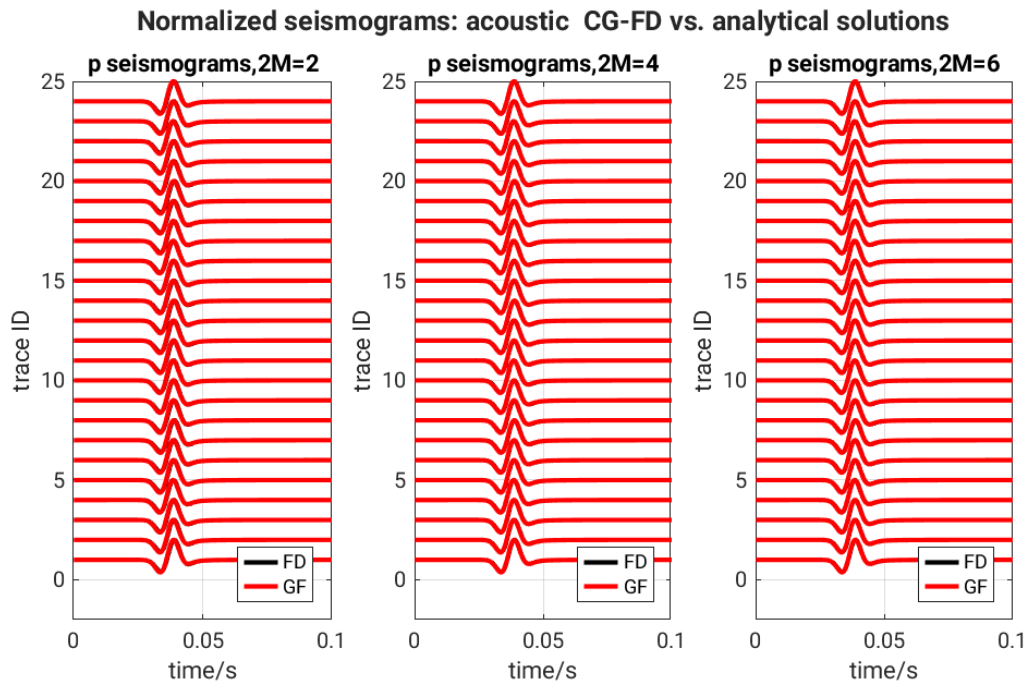 Normalized seismograms: acoustic  CG-FD vs. analytical solutions
p seismograms,2M=2
25
20
15
10
5
0
trace ID
FD
GF
0
0.05
0.1
time/s
p seismograms,2M=4
25
20
15
10
5
0
trace ID
FD
GF
0
0.05
0.1
time/s
p seismograms,2M=6
25
20
15
10
5
0
trace ID
FD
GF
0
0.05
0.1
time/s